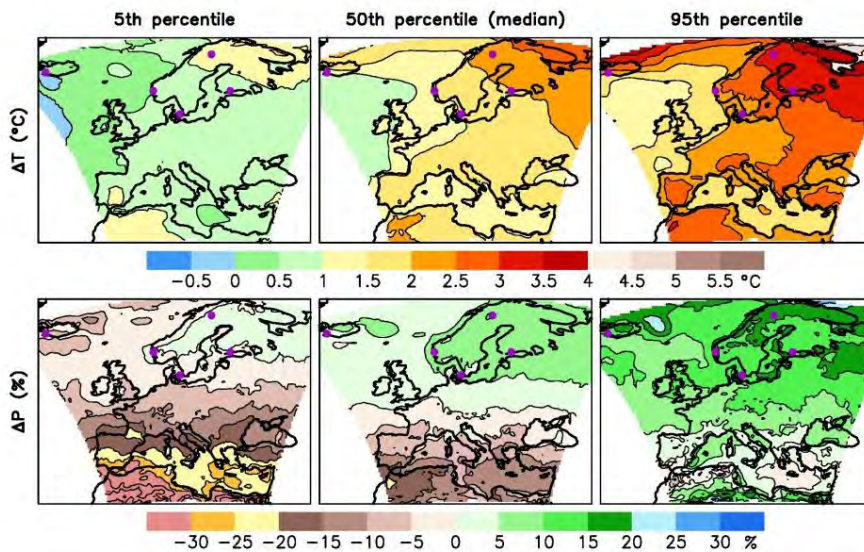 5th percentile 50th percentile (median) 95th percentile
ΔT (°C)
−0.5 0 0.5 1 1.5 2 2.5 3 3.5 4 4.5 5 5.5 °C
ΔP (%)
−30 −25 −20 −15 −10 −5 0 5 10 15 20 25 30 %